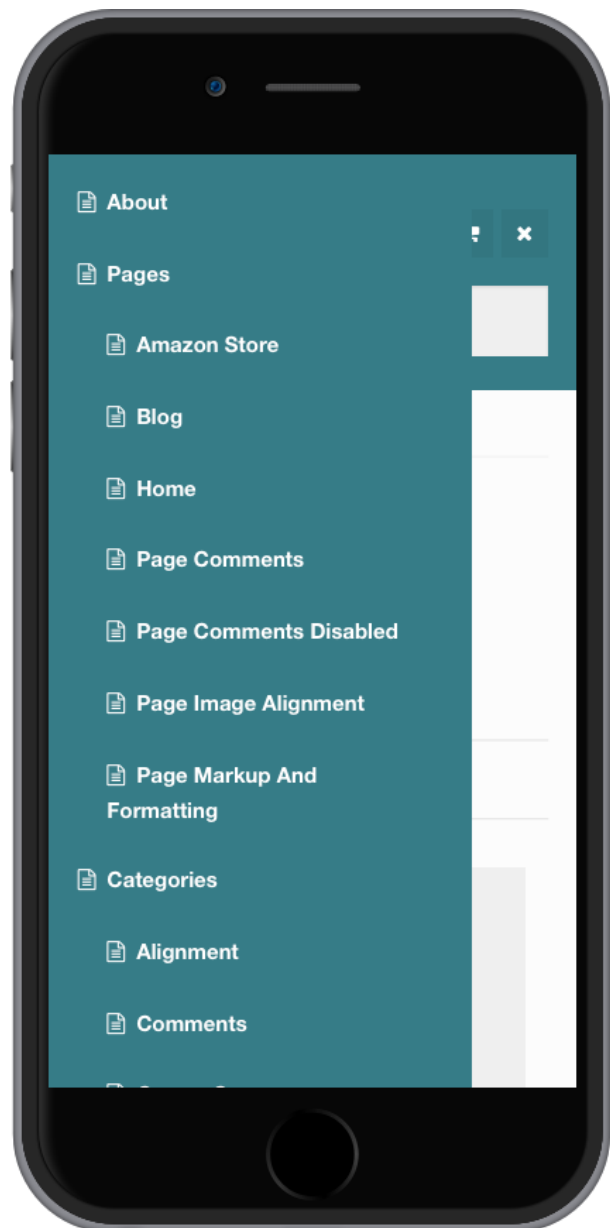 About
Pages
Amazon Store
Blog
Home
Page Comments
Page Comments Disabled
Page Image Alignment
Page Markup And
Formatting
Categories
Alignment
Comments